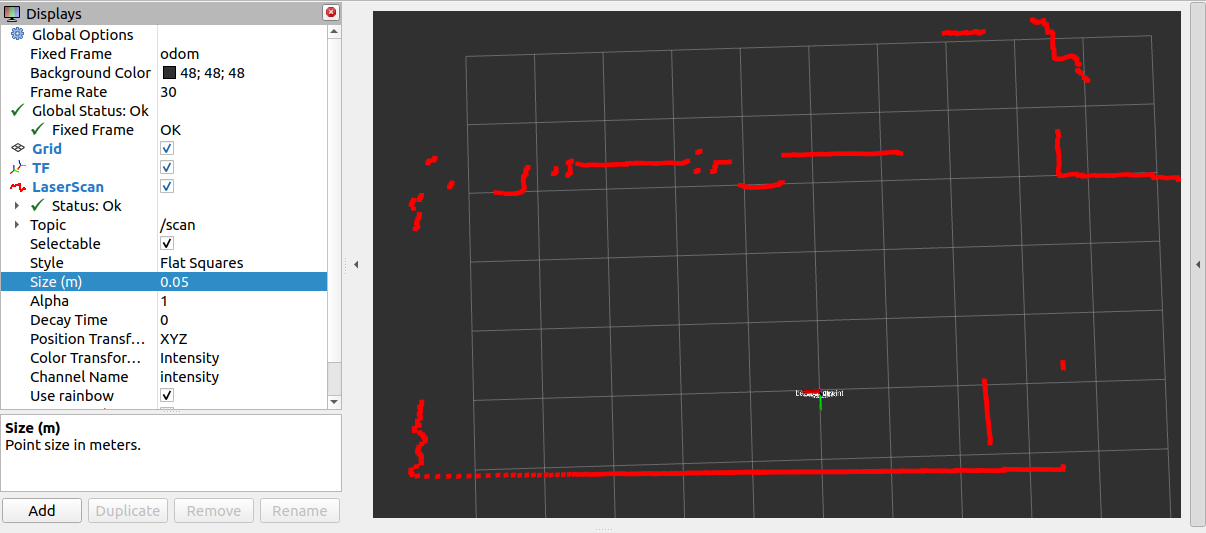 Displays
Global Options
Fixed Frame odom
Background Color 48; 48; 48
Frame Rate 30
Global Status: Ok
Fixed Frame OK
Grid
TF
LaserScan
Status: Ok
Topic /scan
Selectable
Style Flat Squares
Size (m) 0.05
Alpha 1
Decay Time 0
Position Transf...
XYZ
Color Transfor...
Intensity
Channel Name intensity
Use rainbow
Size (m)
Point size in meters.
Add Duplicate Remove Rename